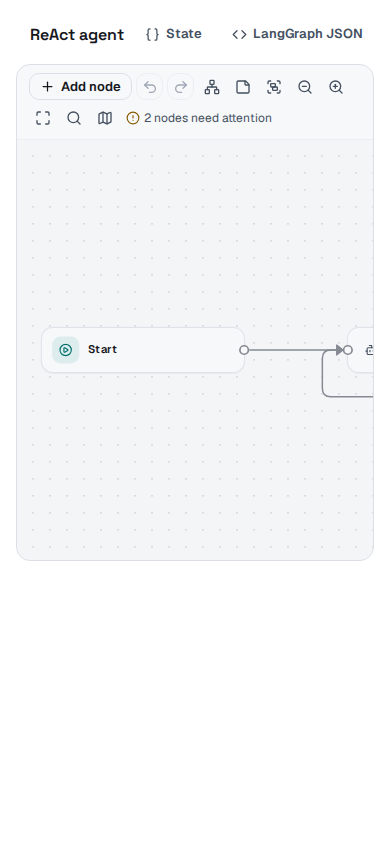 ReAct agent
State
LangGraph JSON
Add node
2 nodes need attention
Start